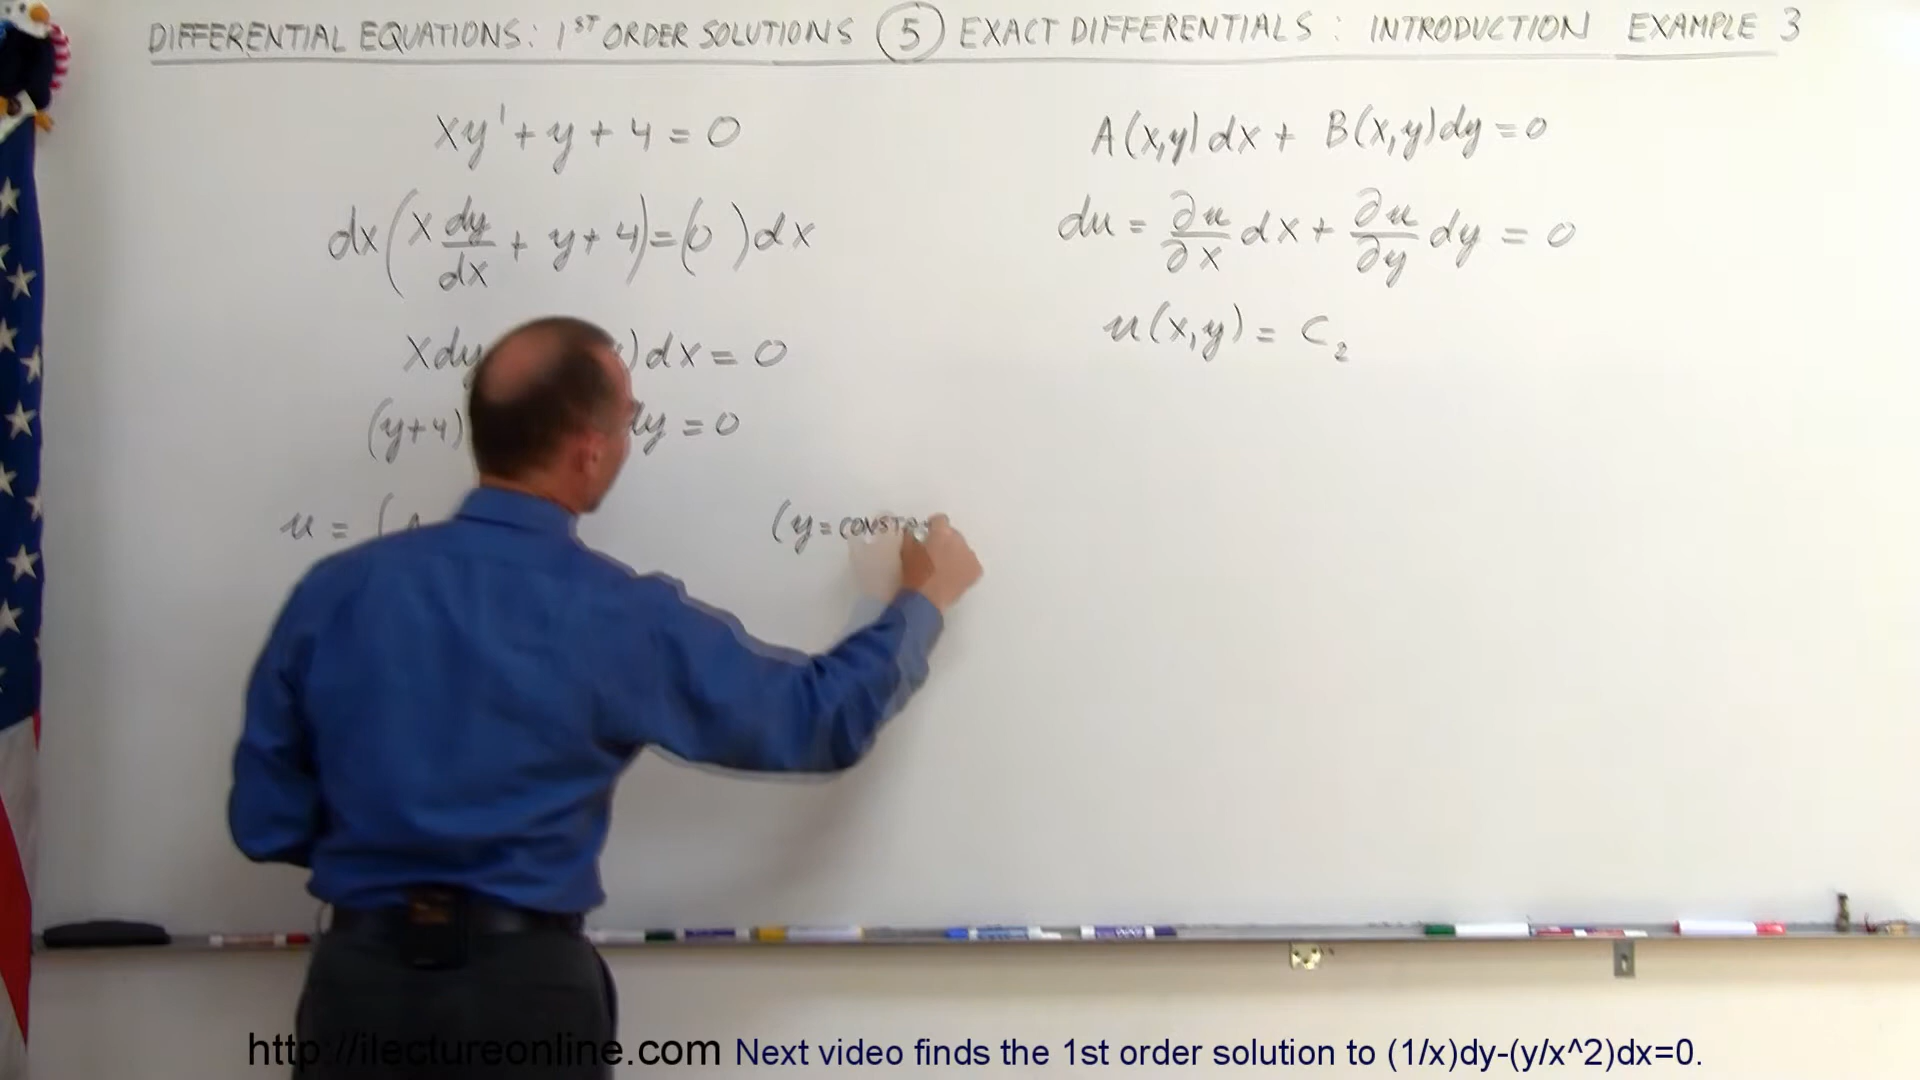 DIFFERENTIAL EQUATIONS: 1ST ORDER SOLUTIONS 5 EXACT DIFFERENTIALS: INTRODUCTION EXAMPLE 3
xy' + y + 4 = 0
dx(x dy/dx + y + 4) = (0)dx
xdy )dx = 0
(y+4) dy = 0
u = (
(y = CONSTA
A(x,y)dx + B(x,y)dy = 0
du = ∂u/∂x dx + ∂u/∂y dy = 0
u(x,y) = C₂
http://ilectureonline.com Next video finds the 1st order solution to (1/x)dy-(y/x^2)dx=0.